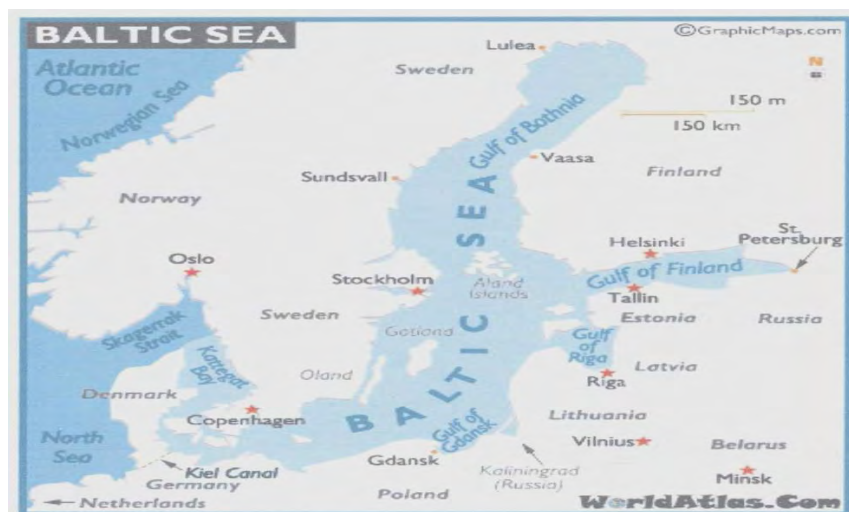 BALTIC SEA
©GraphicMaps.com
Atlantic
Ocean
Norwegian Sea
Lulea
Sweden
N
150 m
150 km
Gulf of Bothnia
Vaasa
Sundsvall
Finland
Norway
BALTIC SEA
Helsinki
St.
Petersburg
Oslo
Gulf of Finland
Stockholm
Aland
Islands
Tallin
Sweden
Estonia
Russia
Skagerrak
Strait
Gotland
Kattegat
Bay
Gulf
of
Riga
Latvia
Oland
Riga
Denmark
Copenhagen
Lithuania
North
Sea
Gulf of
Gdansk
Vilnius
Belarus
Kiel Canal
Gdansk
Kaliningrad
(Russia)
Germany
Minsk
Poland
Netherlands
WorldAtlas.Com